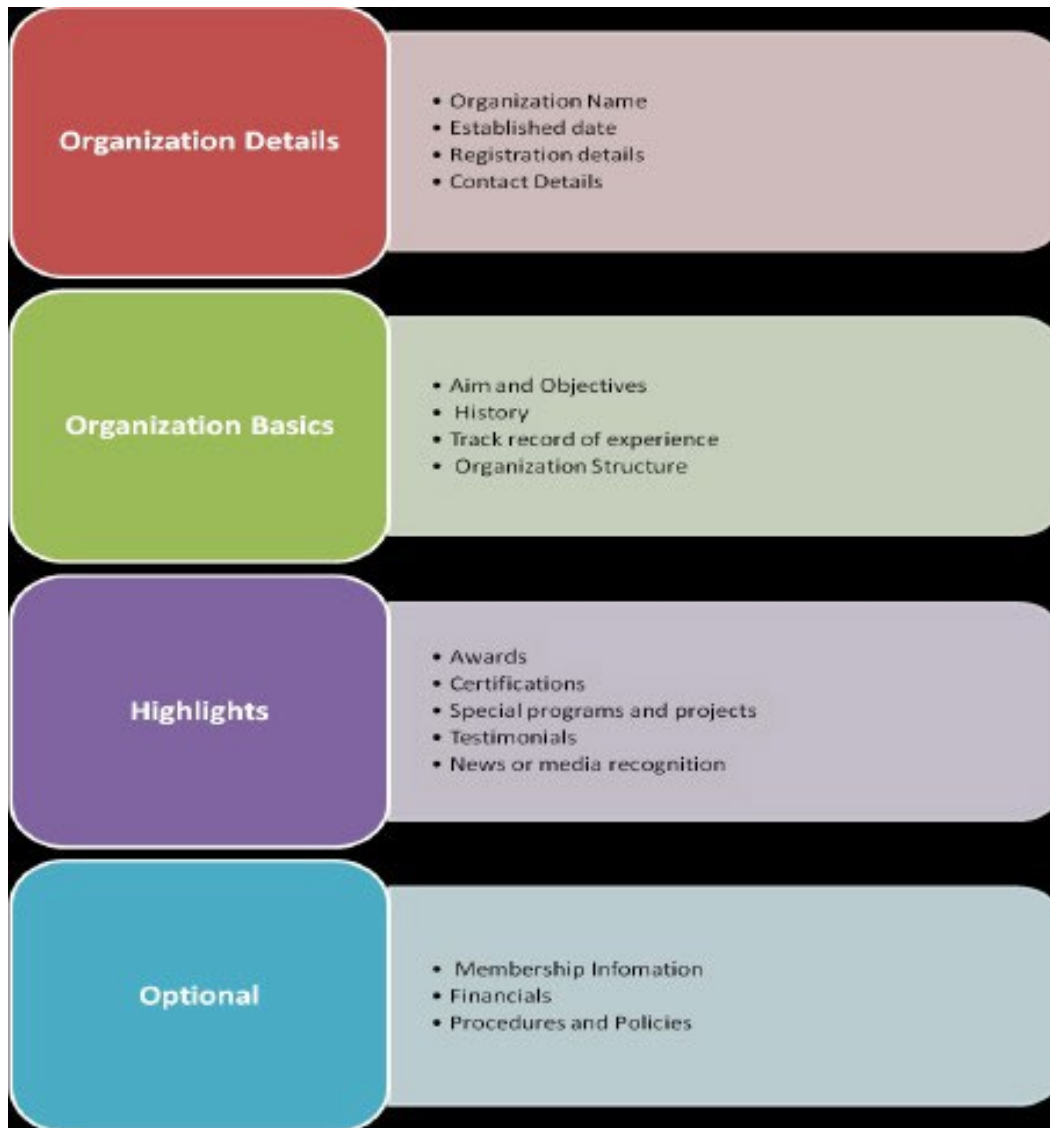 Organization Details
• Organization Name
• Established date
• Registration details
• Contact Details
Organization Basics
• Aim and Objectives
• History
• Track record of experience
• Organization Structure
Highlights
• Awards
• Certifications
• Special programs and projects
• Testimonials
• News or media recognition
Optional
• Membership Infomation
• Financials
• Procedures and Policies